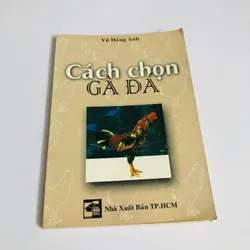 Vũ Hồng Anh
Cách chọn
GÀ ĐÁ
Nhà Xuất Bản TP.HCM